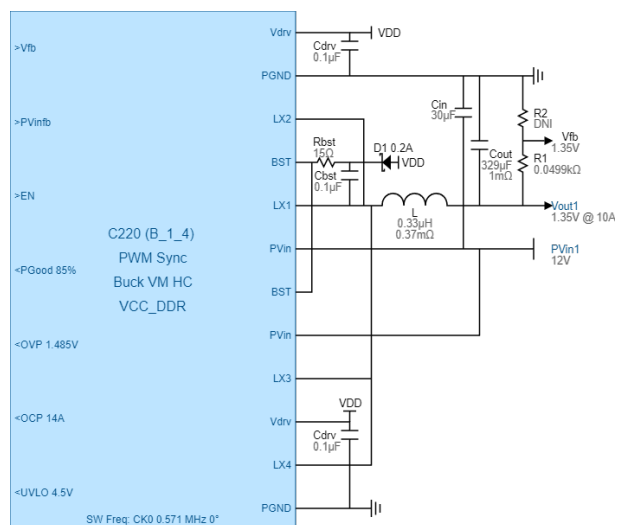 >Vfb
>PVinfb
>EN
<PGood 85%
<OVP 1.485V
<OCP 14A
<UVLO 4.5V
C220 (B_1_4)
PWM Sync
Buck VM HC
VCC_DDR
SW Freq: CK0 0.571 MHz 0°
Vdrv
PGND
LX2
BST
LX1
PVin
BST
PVin
LX3
Vdrv
LX4
PGND
VDD
Cdrv
0.1µF
Cin
30µF
R2
DNI
Vfb
1.35V
Rbst
15Ω
D1 0.2A
VDD
Cout
329µF
1mΩ
R1
0.0499kΩ
Cbst
0.1µF
L
0.33µH
0.37mΩ
Vout1
1.35V @ 10A
PVin1
12V
VDD
Cdrv
0.1µF